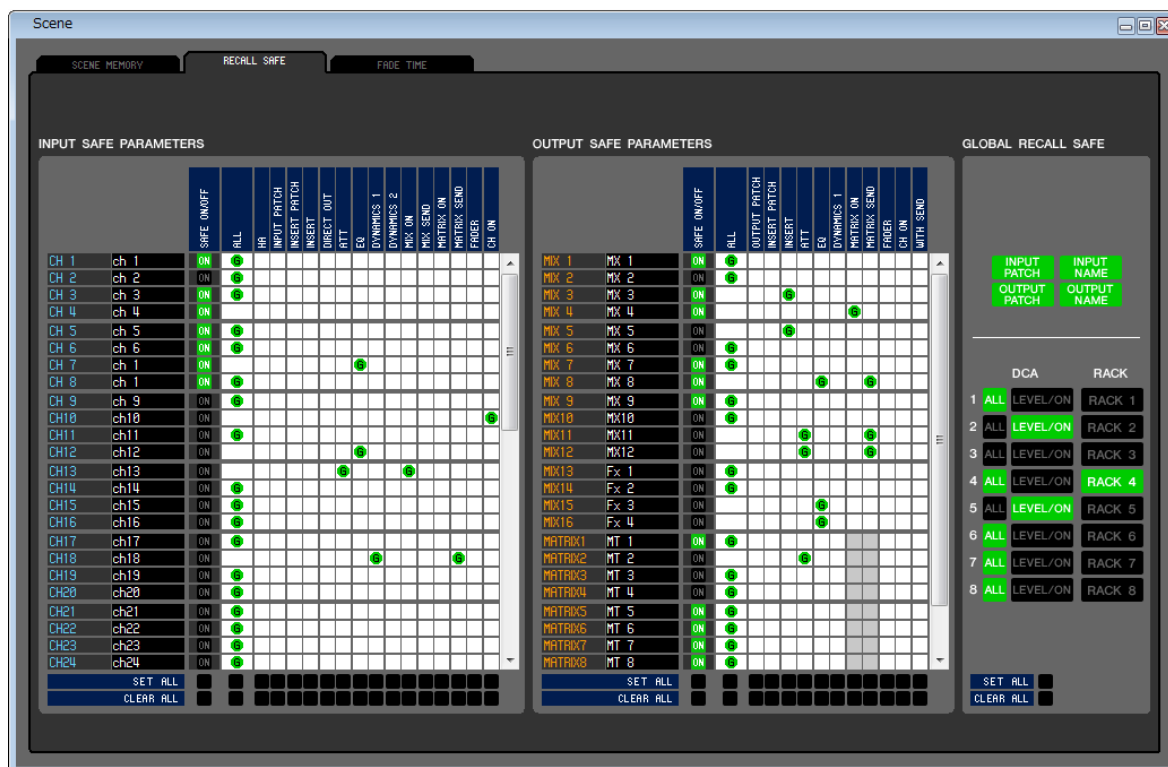 Scene
SCENE MEMORY
RECALL SAFE
FADE TIME
INPUT SAFE PARAMETERS
SAFE ON/OFF
ALL
HA
INPUT PATCH
INSERT PATCH
INSERT
DIRECT OUT
ATT
EQ
DYNAMICS 1
DYNAMICS 2
MIX ON
MIX SEND
MATRIX ON
MATRIX SEND
FADER
CH ON
CH 1 ch 1 ON G
CH 2 ch 2 ON G
CH 3 ch 3 ON G
CH 4 ch 4 ON
CH 5 ch 5 ON G
CH 6 ch 6 ON G
CH 7 ch 1 ON G
CH 8 ch 1 ON G
CH 9 ch 9 ON G
CH10 ch10 ON G
CH11 ch11 ON G
CH12 ch12 ON G
CH13 ch13 ON G G
CH14 ch14 ON G
CH15 ch15 ON G
CH16 ch16 ON G
CH17 ch17 ON G
CH18 ch18 ON G G
CH19 ch19 ON G
CH20 ch20 ON G
CH21 ch21 ON G
CH22 ch22 ON G
CH23 ch23 ON G
CH24 ch24 ON G
SET ALL
CLEAR ALL
OUTPUT SAFE PARAMETERS
SAFE ON/OFF
ALL
OUTPUT PATCH
INSERT PATCH
INSERT
ATT
EQ
DYNAMICS 1
MATRIX ON
MATRIX SEND
FADER
CH ON
WITH SEND
MIX 1 MX 1 ON G
MIX 2 MX 2 ON G
MIX 3 MX 3 ON G
MIX 4 MX 4 ON G
MIX 5 MX 5 ON G
MIX 6 MX 6 ON G
MIX 7 MX 7 ON G
MIX 8 MX 8 ON G G
MIX 9 MX 9 ON G
MIX10 MX10 ON G
MIX11 MX11 ON G G
MIX12 MX12 ON G G
MIX13 Fx 1 ON G
MIX14 Fx 2 ON G
MIX15 Fx 3 ON G
MIX16 Fx 4 ON G
MATRIX1 MT 1 ON G
MATRIX2 MT 2 ON G
MATRIX3 MT 3 ON G
MATRIX4 MT 4 ON G
MATRIX5 MT 5 ON G
MATRIX6 MT 6 ON G
MATRIX7 MT 7 ON G
MATRIX8 MT 8 ON G
SET ALL
CLEAR ALL
GLOBAL RECALL SAFE
INPUT PATCH
INPUT NAME
OUTPUT PATCH
OUTPUT NAME
DCA RACK
1 ALL LEVEL/ON RACK 1
2 ALL LEVEL/ON RACK 2
3 ALL LEVEL/ON RACK 3
4 ALL LEVEL/ON RACK 4
5 ALL LEVEL/ON RACK 5
6 ALL LEVEL/ON RACK 6
7 ALL LEVEL/ON RACK 7
8 ALL LEVEL/ON RACK 8
SET ALL
CLEAR ALL